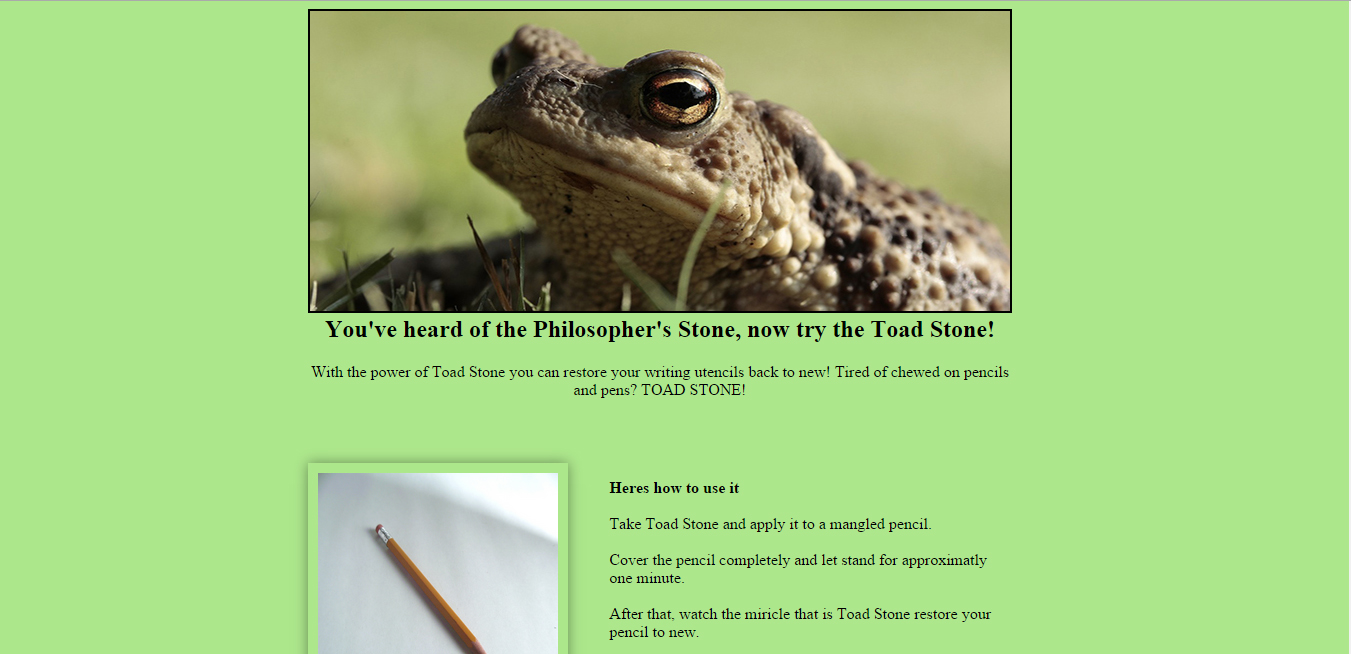 You've heard of the Philosopher's Stone, now try the Toad Stone!
With the power of Toad Stone you can restore your writing utencils back to new! Tired of chewed on pencils
and pens? TOAD STONE!
Heres how to use it
Take Toad Stone and apply it to a mangled pencil.
Cover the pencil completely and let stand for approximatly
one minute.
After that, watch the miricle that is Toad Stone restore your
pencil to new.